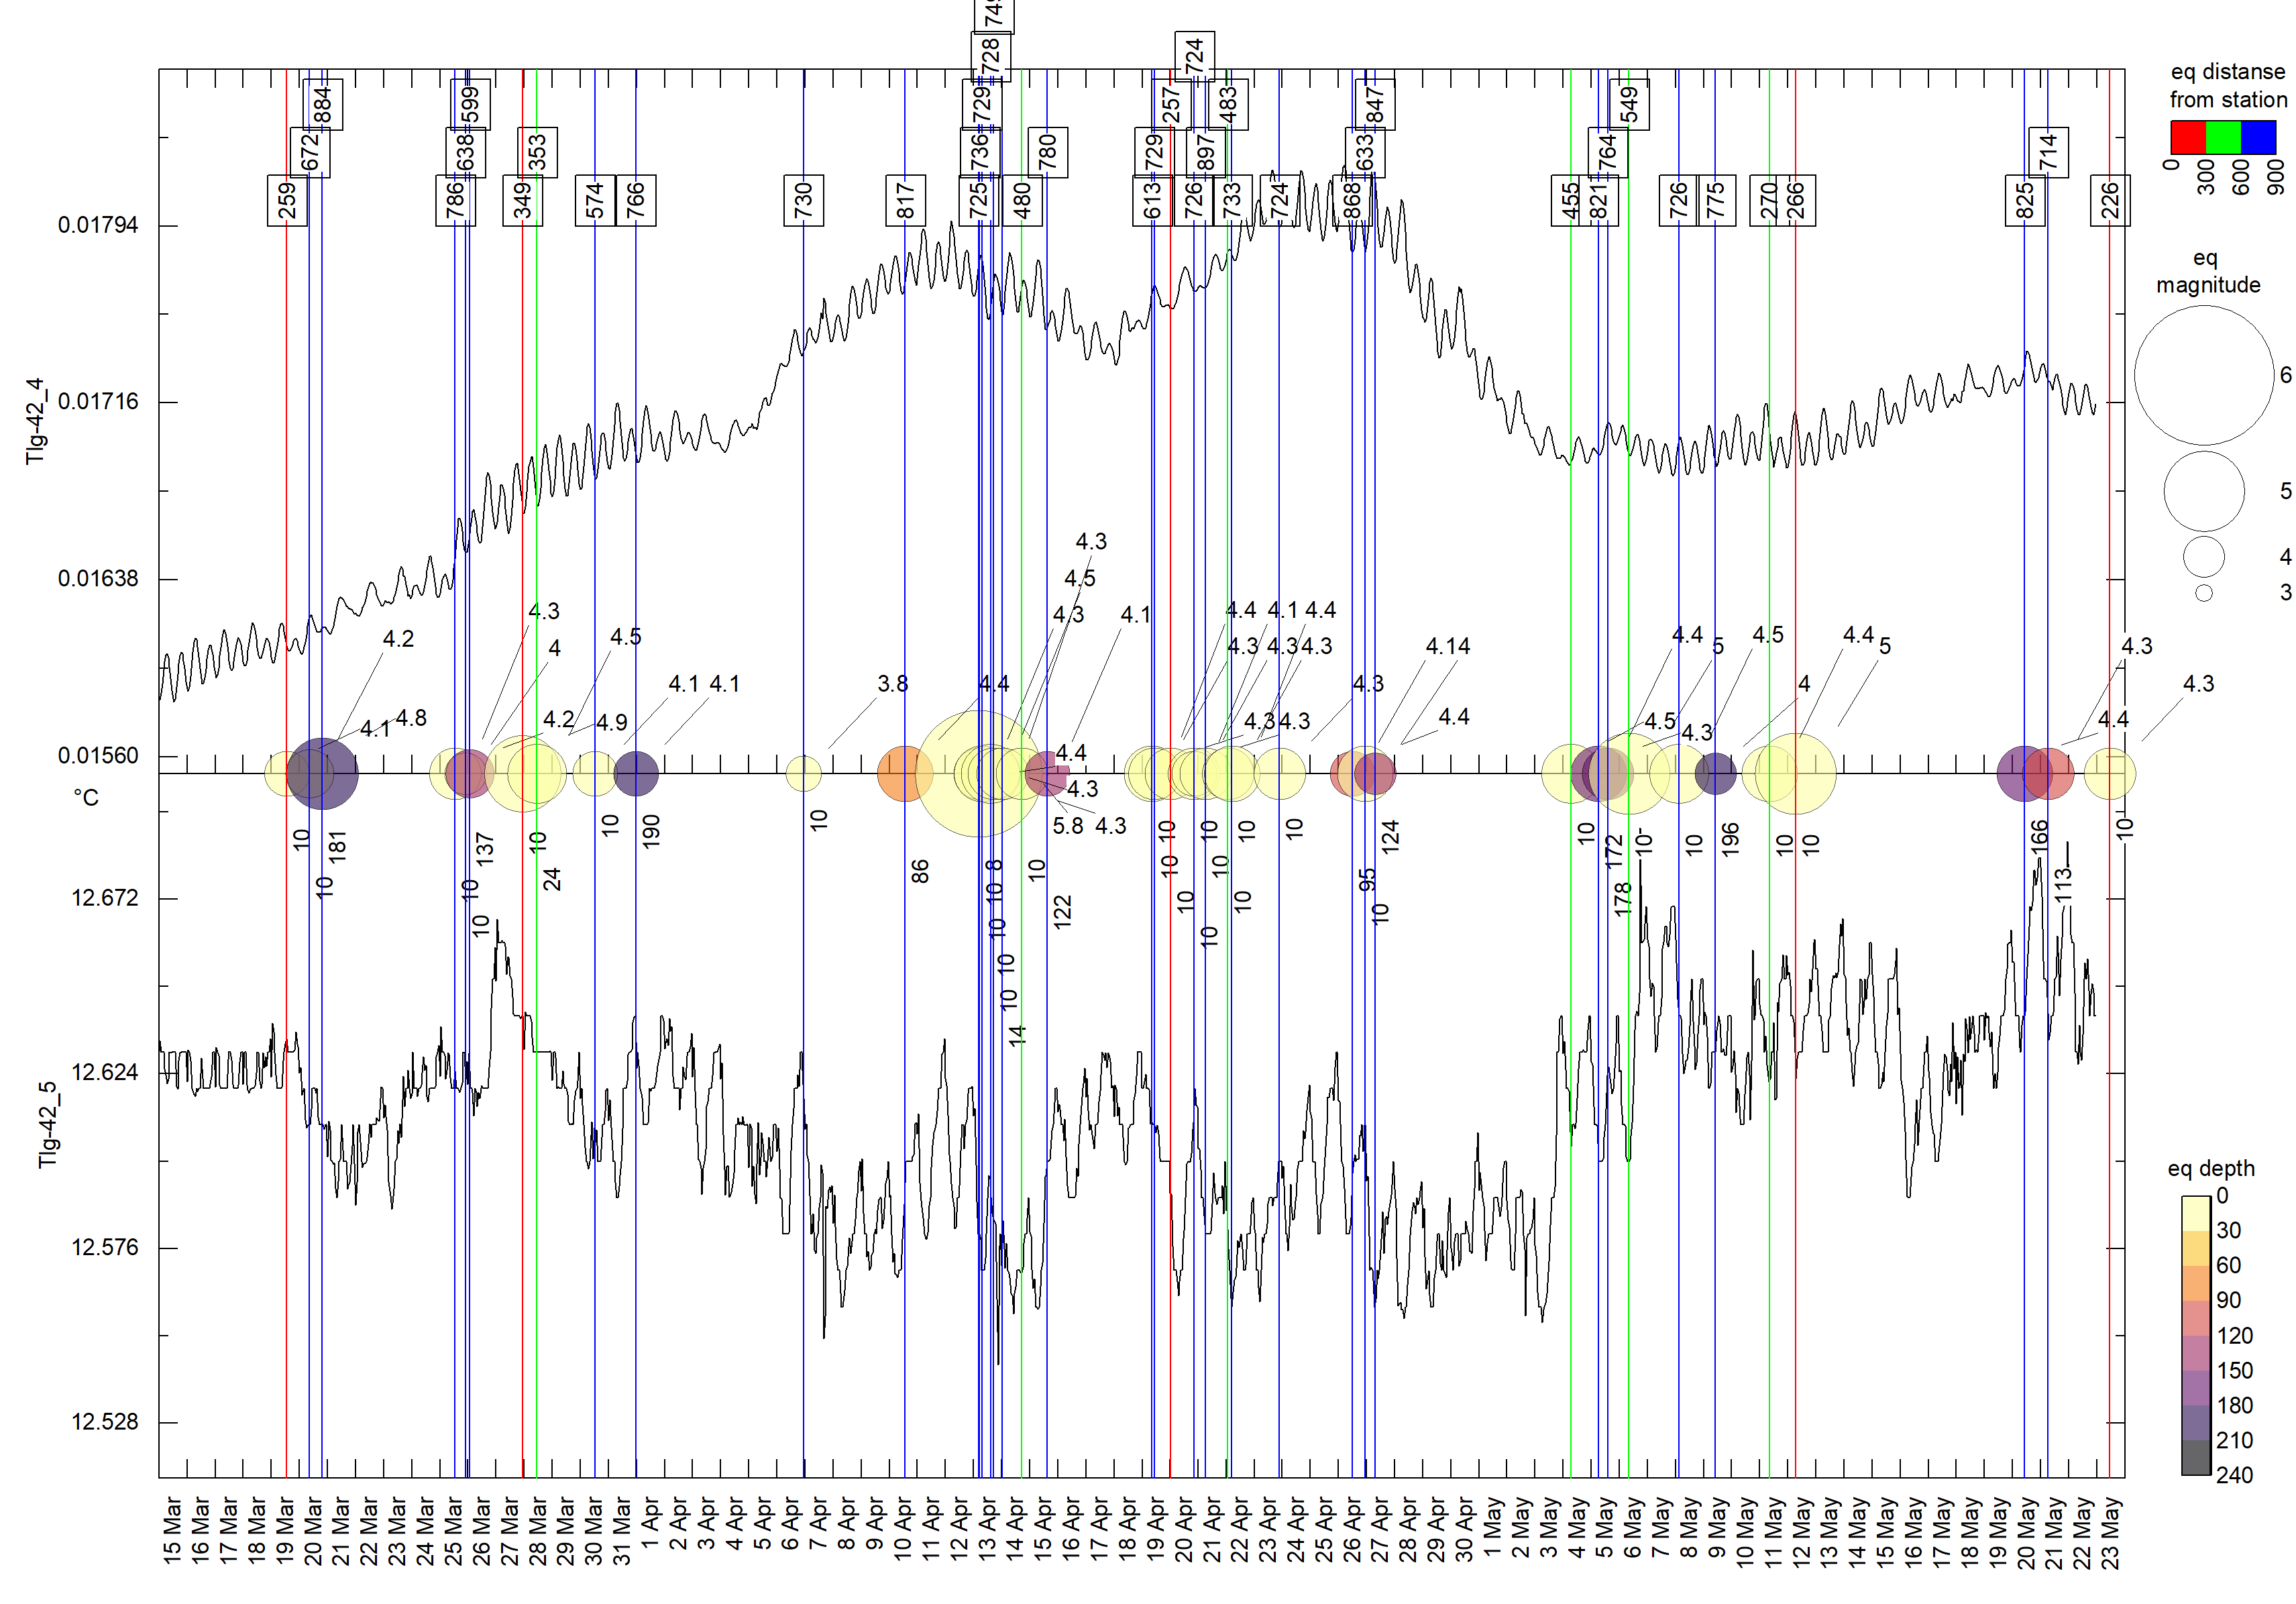 728
724
729
257
483
884
599
847
549
672
638
353
736
780
729
897
633
764
714
259
786
349
574
766
730
817
725
480
613
726
733
724
868
455
821
726
775
270
266
825
226
eq distanse
from station
0
300
600
900
eq
magnitude
6
5
4
3
0.01794
0.01716
0.01638
0.01560
Tlg-42_4
°C
4.3
4.5
4.3
4.1
4.4
4.1
4.4
4.3
4
4.5
4.2
4.3
4.3
4.3
4.14
4.4
5
4.5
4.4
5
4.3
4.1
4.1
3.8
4.4
4.3
4
4.3
4.1
4.8
4.2
4.9
4.3
4.3
4.4
4.5
4.3
4.4
4.4
4.3
5.8
4.3
10
181
10
137
10
10
10
24
10
190
10
86
8
10
10
10
10
14
10
122
10
10
10
10
10
10
10
10
10
95
124
10
10
172
178
10
10
196
10
10
166
113
10
12.672
12.624
12.576
12.528
Tlg-42_5
eq depth
0
30
60
90
120
150
180
210
240
15 Mar
16 Mar
17 Mar
18 Mar
19 Mar
20 Mar
21 Mar
22 Mar
23 Mar
24 Mar
25 Mar
26 Mar
27 Mar
28 Mar
29 Mar
30 Mar
31 Mar
1 Apr
2 Apr
3 Apr
4 Apr
5 Apr
6 Apr
7 Apr
8 Apr
9 Apr
10 Apr
11 Apr
12 Apr
13 Apr
14 Apr
15 Apr
16 Apr
17 Apr
18 Apr
19 Apr
20 Apr
21 Apr
22 Apr
23 Apr
24 Apr
25 Apr
26 Apr
27 Apr
28 Apr
29 Apr
30 Apr
1 May
2 May
3 May
4 May
5 May
6 May
7 May
8 May
9 May
10 May
11 May
12 May
13 May
14 May
15 May
16 May
17 May
18 May
19 May
20 May
21 May
22 May
23 May